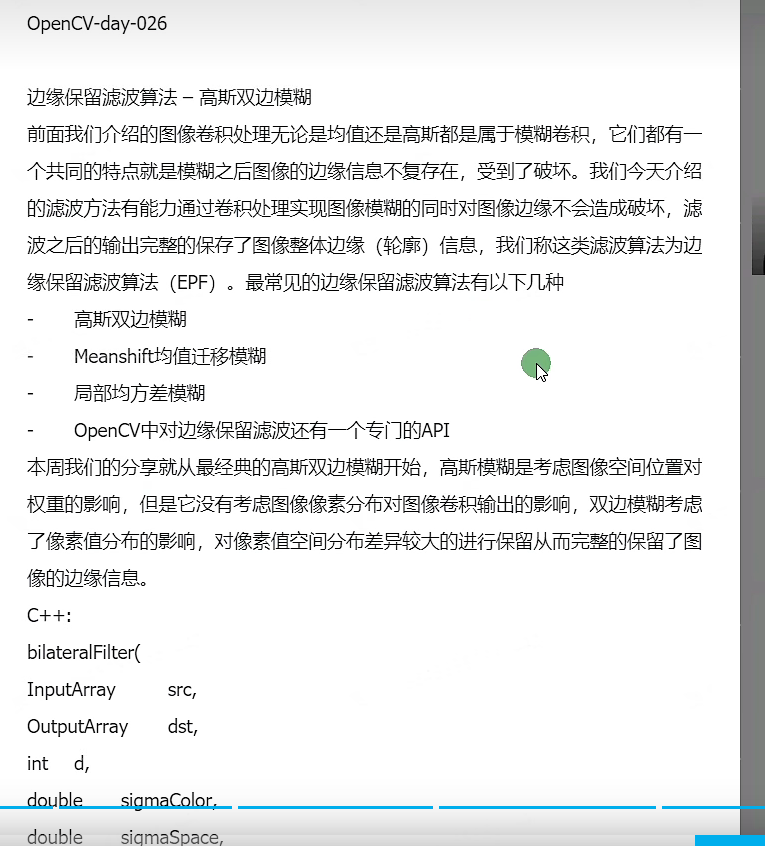 OpenCV-day-026
边缘保留滤波算法 – 高斯双边模糊
前面我们介绍的图像卷积处理无论是均值还是高斯都是属于模糊卷积，它们都有一
个共同的特点就是模糊之后图像的边缘信息不复存在，受到了破坏。我们今天介绍
的滤波方法有能力通过卷积处理实现图像模糊的同时对图像边缘不会造成破坏，滤
波之后的输出完整的保存了图像整体边缘（轮廓）信息，我们称这类滤波算法为边
缘保留滤波算法（EPF）。最常见的边缘保留滤波算法有以下几种
- 高斯双边模糊
- Meanshift均值迁移模糊
- 局部均方差模糊
- OpenCV中对边缘保留滤波还有一个专门的API
本周我们的分享就从最经典的高斯双边模糊开始，高斯模糊是考虑图像空间位置对
权重的影响，但是它没有考虑图像像素分布对图像卷积输出的影响，双边模糊考虑
了像素值分布的影响，对像素值空间分布差异较大的进行保留从而完整的保留了图
像的边缘信息。
C++:
bilateralFilter(
InputArray src,
OutputArray dst,
int d,
double sigmaColor,
double sigmaSpace,